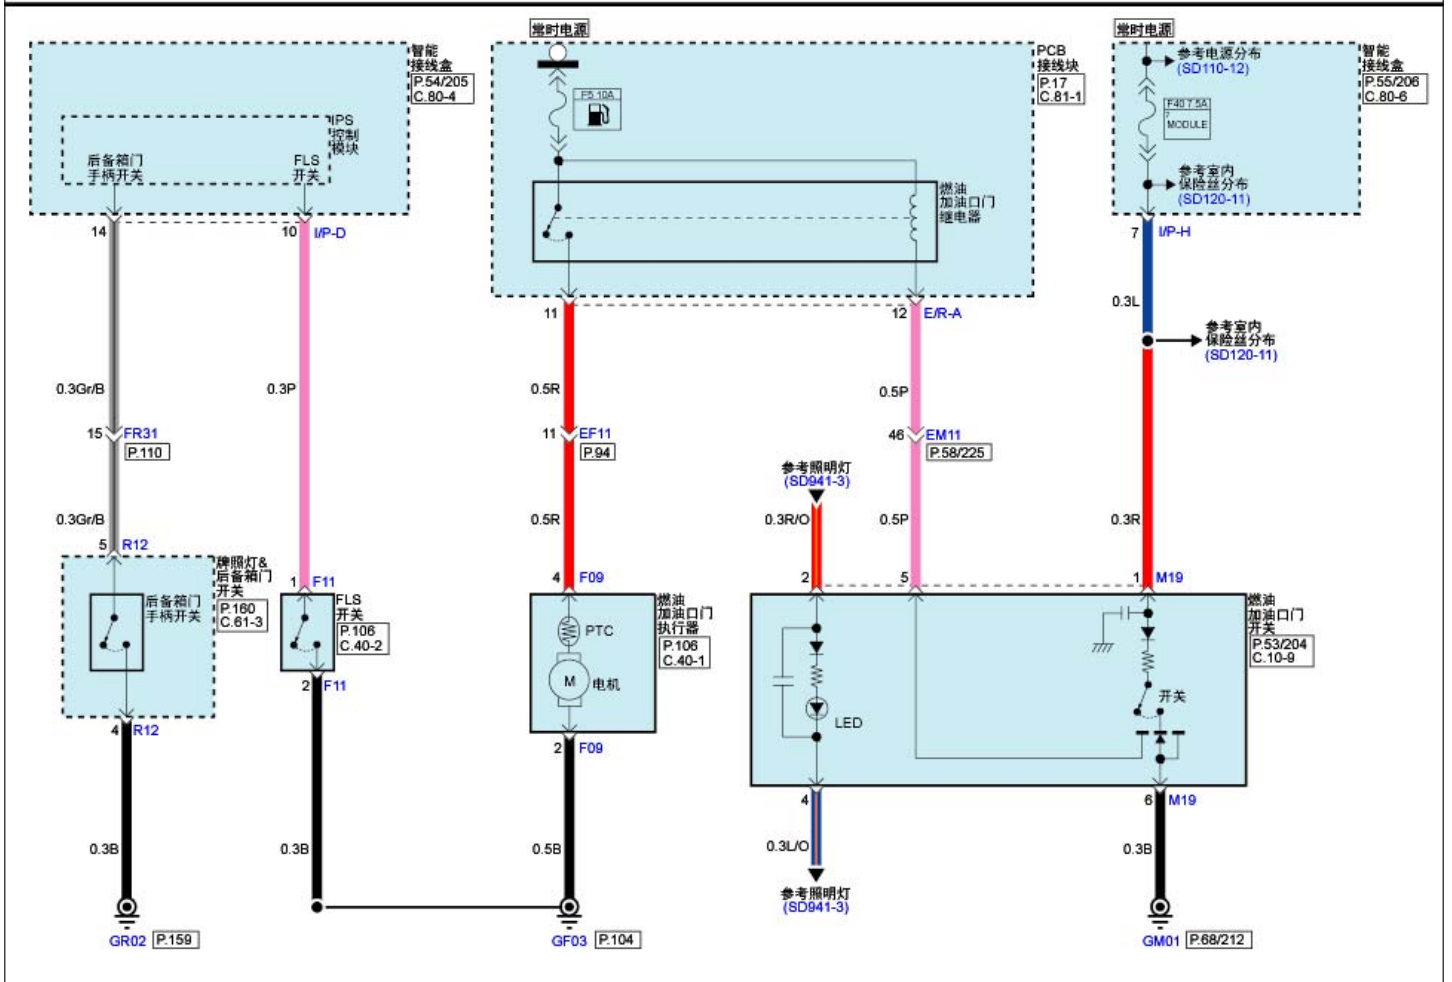 常时电源
常时电源
智能
接线盒
P.54/205
C.80-4
IPS
控制
模块
后备箱门
手柄开关
FLS
开关
F5 10A
PCB
接线块
P.17
C.81-1
燃油
加油口门
继电器
参考电源分布
(SD110-12)
F40 7.5A
7
MODULE
参考室内
保险丝分布
(SD120-11)
智能
接线盒
P.55/206
C.80-6
14
10
I/P-D
11
12
E/R-A
7
I/P-H
0.3L
参考室内
保险丝分布
(SD120-11)
0.3Gr/B
0.3P
0.5R
0.5P
15
FR31
P.110
11
EF11
P.94
46
EM11
P.58/225
参考照明灯
(SD941-3)
0.3Gr/B
0.5R
0.3R/O
0.5P
0.3R
5
R12
1
F11
4
F09
2
5
1
M19
牌照灯&
后备箱门
开关
P.160
C.61-3
后备箱门
手柄开关
FLS
开关
P.106
C.40-2
PTC
M
电机
燃油
加油口门
执行器
P.106
C.40-1
LED
开关
燃油
加油口门
开关
P.53/204
C.10-9
4
R12
2
F11
2
F09
4
6
M19
0.3B
0.3B
0.5B
0.3L/O
0.3B
参考照明灯
(SD941-3)
GR02
P.159
GF03
P.104
GM01
P.68/212